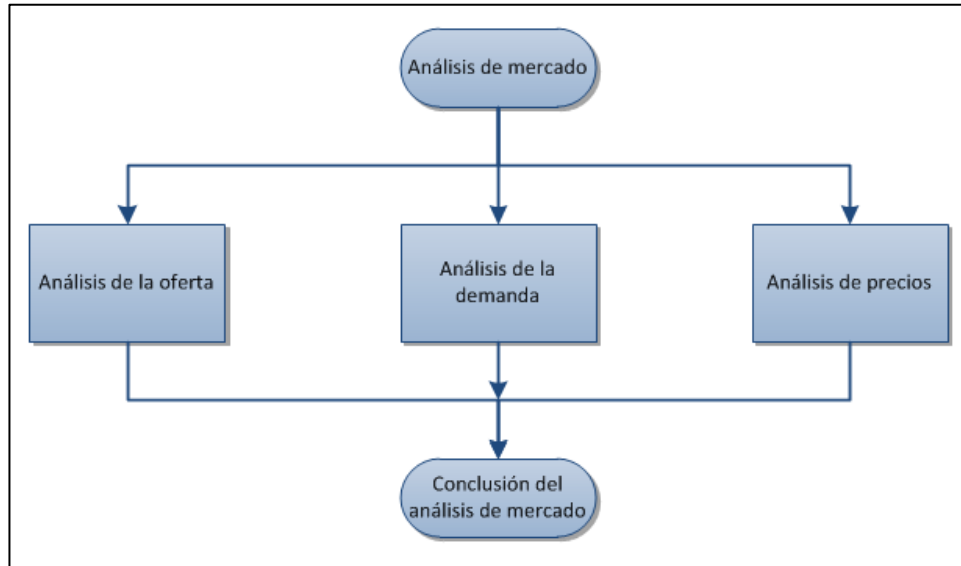 Análisis de mercado
Análisis de la oferta
Análisis de la
demanda
Análisis de precios
Conclusión del
análisis de mercado